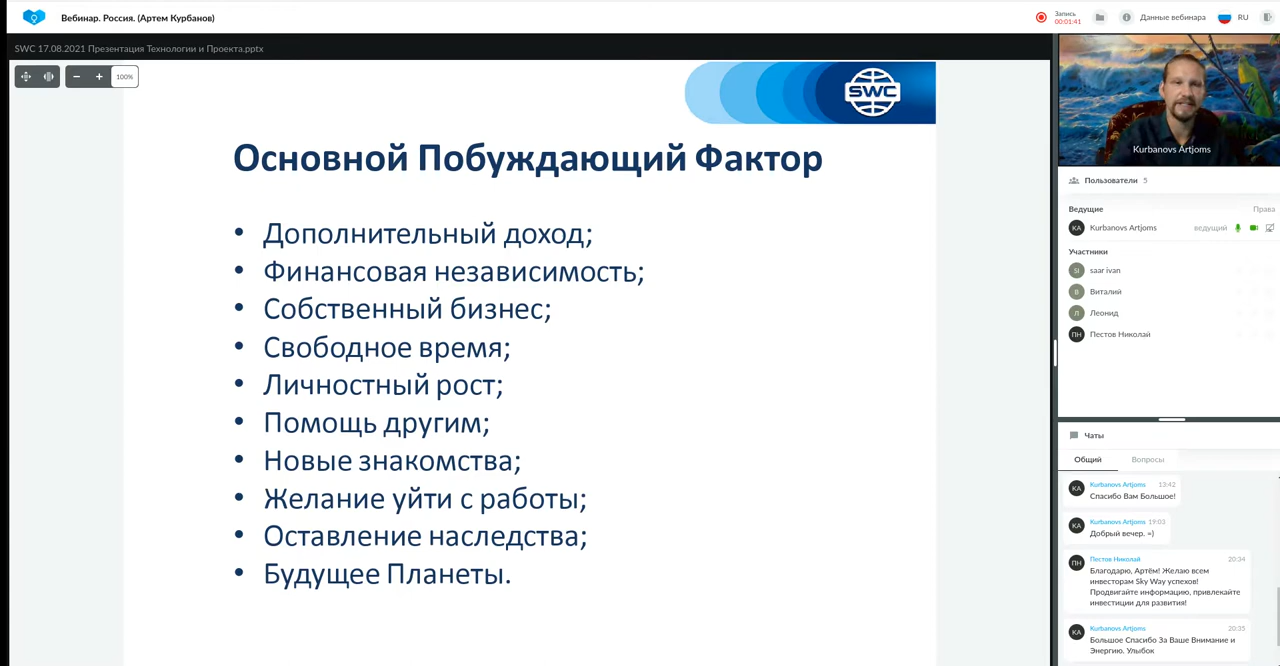 Вебинар. Россия. (Артем Курбанов)
Запись
00:01:41
Данные вебинара
RU
SWC 17.08.2021 Презентация Технологии и Проекта.pptx
100%
SWC
Основной Побуждающий Фактор
• Дополнительный доход;
• Финансовая независимость;
• Собственный бизнес;
• Свободное время;
• Личностный рост;
• Помощь другим;
• Новые знакомства;
• Желание уйти с работы;
• Оставление наследства;
• Будущее Планеты.
Kurbanovs Artjoms
Пользователи 5
Ведущие Права
KA Kurbanovs Artjoms ведущий
Участники
SI saar ivan
В Виталий
Л Леонид
ПН Пестов Николай
Чаты
Общий Вопросы
KA Kurbanovs Artjoms 13:42
Спасибо Вам Большое!
KA Kurbanovs Artjoms 19:03
Добрый вечер. =)
ПН Пестов Николай 20:34
Благодарю, Артём! Желаю всем
инвесторам Sky Way успехов!
Продвигайте информацию, привлекайте
инвестиции для развития!
KA Kurbanovs Artjoms 20:35
Большое Спасибо За Ваше Внимание и
Энергию. Улыбок